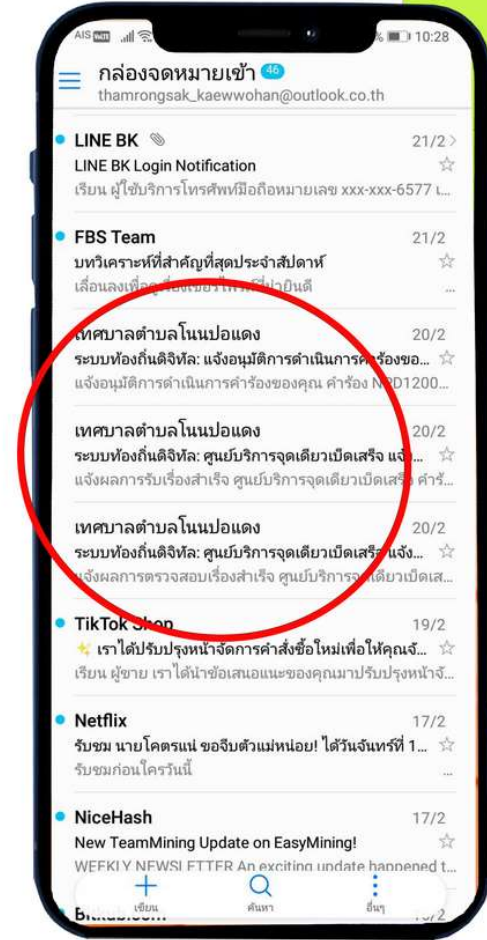 AIS % 10:28
กล่องจดหมายเข้า 46
thamrongsak_kaewwohan@outlook.co.th
LINE BK 21/2
LINE BK Login Notification
เรียน ผู้ใช้บริการโทรศัพท์มือถือหมายเลข xxx-xxx-6577 เ...
FBS Team 21/2
บทวิเคราะห์ที่สำคัญที่สุดประจำสัปดาห์
...
เทศบาลตำบลโนนปอแดง 20/2
ระบบท้องถิ่นดิจิทัล: แจ้งอนุมัติการดำเนินการคำร้องขอ...
แจ้งอนุมัติการดำเนินการคำร้องของคุณ คำร้อง NPD1200...
เทศบาลตำบลโนนปอแดง 20/2
ระบบท้องถิ่นดิจิทัล: ศูนย์บริการจุดเดียวเบ็ดเสร็จ แจ้ง...
แจ้งผลการรับเรื่องสำเร็จ ศูนย์บริการจุดเดียวเบ็ดเสร็จ คำร้...
เทศบาลตำบลโนนปอแดง 20/2
ระบบท้องถิ่นดิจิทัล: ศูนย์บริการจุดเดียวเบ็ดเสร็จ แจ้ง...
แจ้งผลการตรวจสอบเรื่องสำเร็จ ศูนย์บริการจุดเดียวเบ็ดเส...
TikTok Shop 19/2
เราได้ปรับปรุงหน้าจัดการคำสั่งซื้อใหม่เพื่อให้คุณจั...
เรียน ผู้ขาย เราได้นำข้อเสนอแนะของคุณมาปรับปรุงหน้าจั...
Netflix 17/2
รับชม นายโคตรแน่ ขอจีบตัวแม่หน่อย! ได้วันจันทร์ที่ 1...
รับชมก่อนใครวันนี้ ...
NiceHash 17/2
New TeamMining Update on EasyMining!
WEEKLY NEWSLETTER An exciting update happened t...
เขียน ค้นหา อื่นๆ